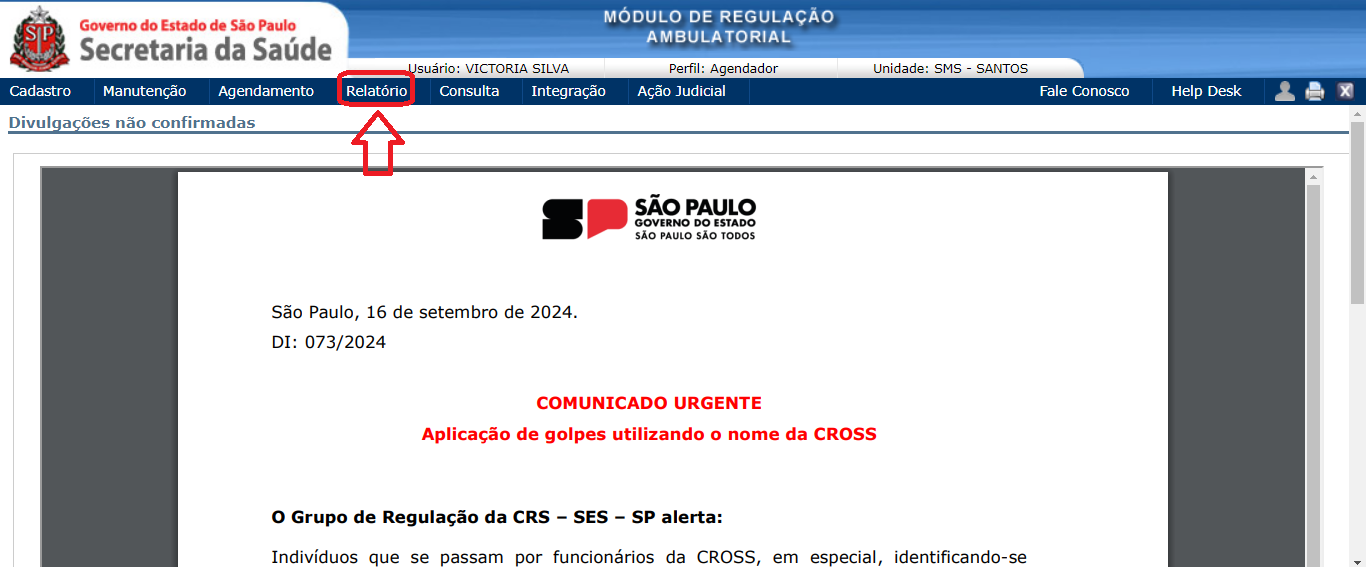 SP
Governo do Estado de São Paulo
Secretaria da Saúde
MÓDULO DE REGULAÇÃO
AMBULATORIAL
Usuário: VICTORIA SILVA Perfil: Agendador Unidade: SMS - SANTOS
Cadastro Manutenção Agendamento Relatório Consulta Integração Ação Judicial Fale Conosco Help Desk X
Divulgações não confirmadas
SÃO PAULO
GOVERNO DO ESTADO
SÃO PAULO SÃO TODOS
São Paulo, 16 de setembro de 2024.
DI: 073/2024
COMUNICADO URGENTE
Aplicação de golpes utilizando o nome da CROSS
O Grupo de Regulação da CRS – SES – SP alerta:
Indivíduos que se passam por funcionários da CROSS, em especial, identificando-se